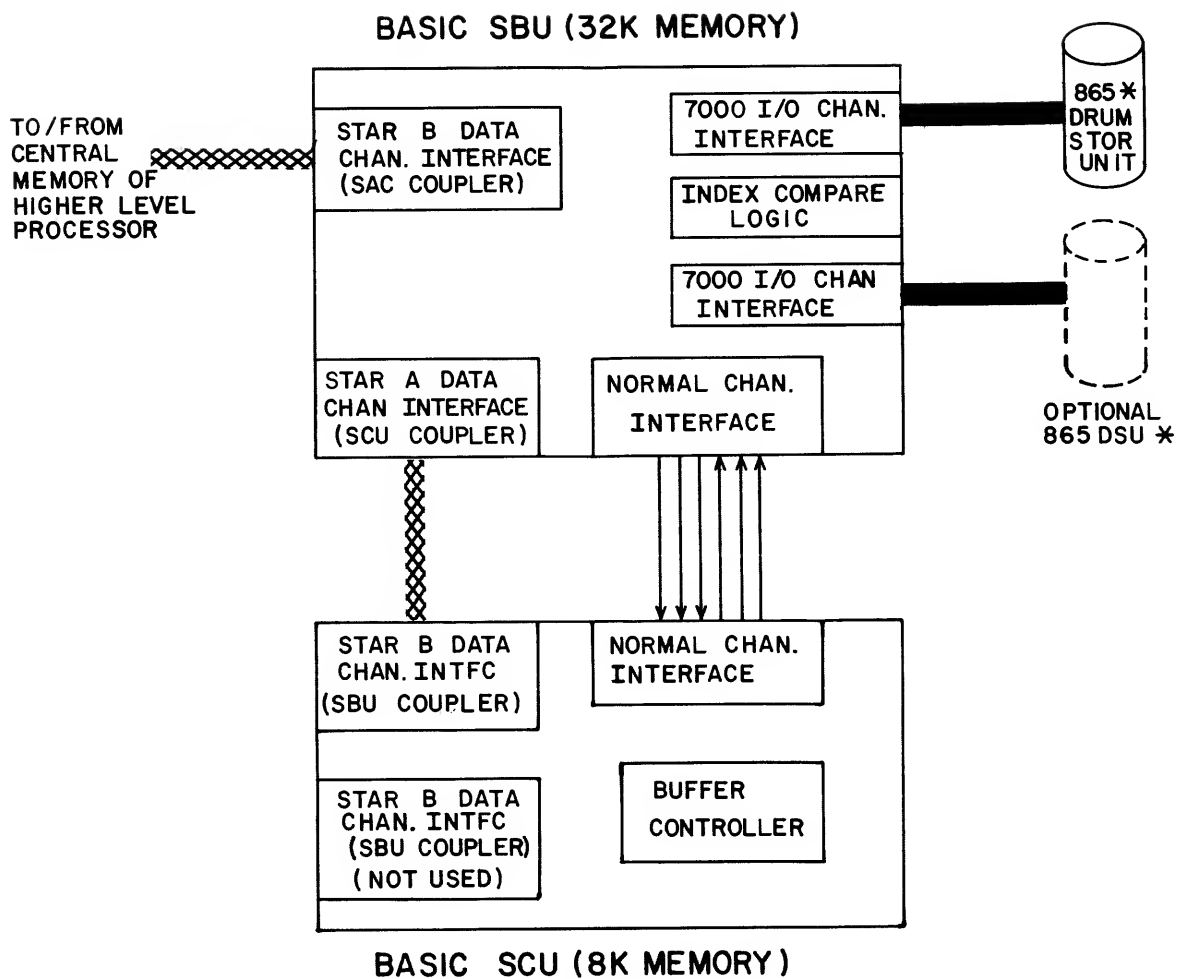 BASIC SBU (32K MEMORY)
TO/FROM
CENTRAL
MEMORY OF
HIGHER LEVEL
PROCESSOR
STAR B DATA
CHAN. INTERFACE
(SAC COUPLER)
7000 I/O CHAN.
INTERFACE
865*
DRUM
STOR
UNIT
INDEX COMPARE
LOGIC
7000 I/O CHAN
INTERFACE
OPTIONAL
865 DSU *
STAR A DATA
CHAN INTERFACE
(SCU COUPLER)
NORMAL CHAN.
INTERFACE
STAR B DATA
CHAN. INTFC
(SBU COUPLER)
NORMAL CHAN.
INTERFACE
STAR B DATA
CHAN. INTFC
(SBU COUPLER)
(NOT USED)
BUFFER
CONTROLLER
BASIC SCU (8K MEMORY)